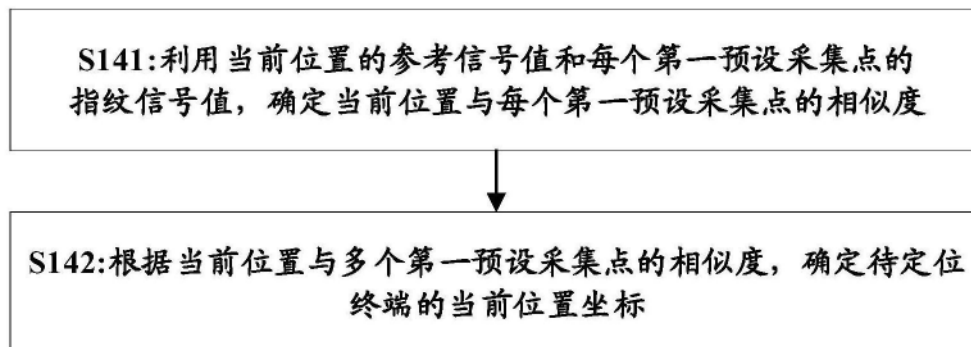 S141:利用当前位置的参考信号值和每个第一预设采集点的
指纹信号值，确定当前位置与每个第一预设采集点的相似度
S142:根据当前位置与多个第一预设采集点的相似度，确定待定位
终端的当前位置坐标